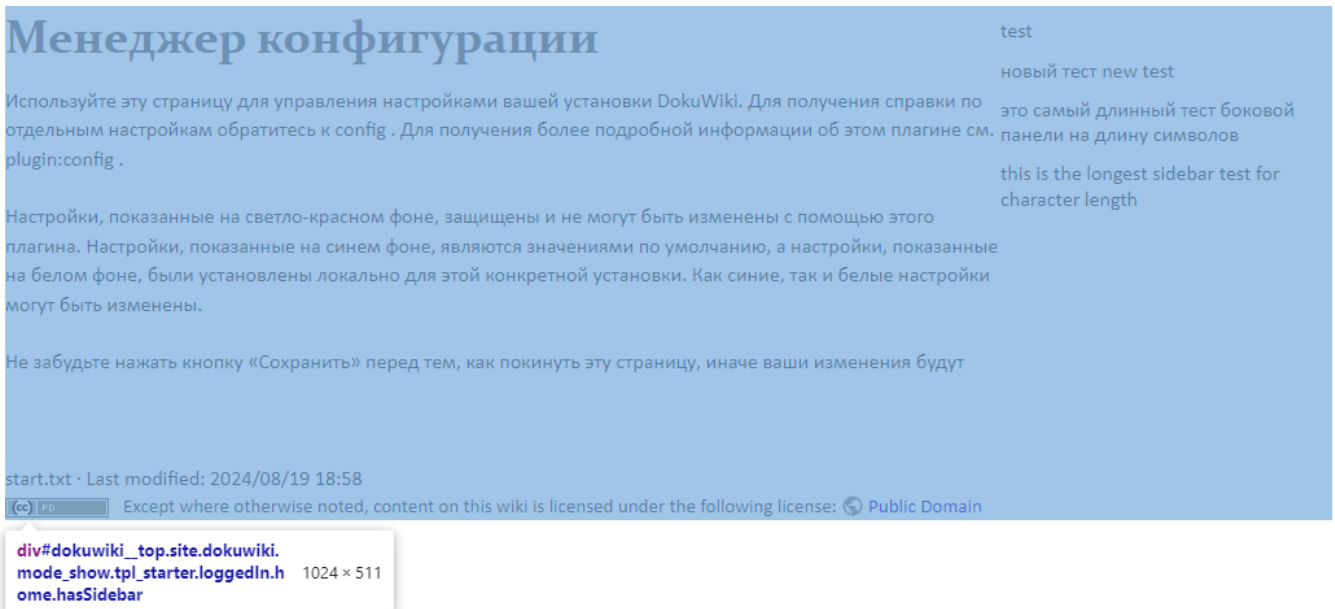 Менеджер конфигурации
Используйте эту страницу для управления настройками вашей установки DokuWiki. Для получения справки по
отдельным настройкам обратитесь к config . Для получения более подробной информации об этом плагине см.
plugin:config .
Настройки, показанные на светло-красном фоне, защищены и не могут быть изменены с помощью этого
плагина. Настройки, показанные на синем фоне, являются значениями по умолчанию, а настройки, показанные
на белом фоне, были установлены локально для этой конкретной установки. Как синие, так и белые настройки
могут быть изменены.
Не забудьте нажать кнопку «Сохранить» перед тем, как покинуть эту страницу, иначе ваши изменения будут
test
новый тест new test
это самый длинный тест боковой
панели на длину символов
this is the longest sidebar test for
character length
start.txt · Last modified: 2024/08/19 18:58
(cc) PD Except where otherwise noted, content on this wiki is licensed under the following license: Public Domain
div#dokuwiki__top.site.dokuwiki.
mode_show.tpl_starter.loggedIn.h 1024 × 511
ome.hasSidebar